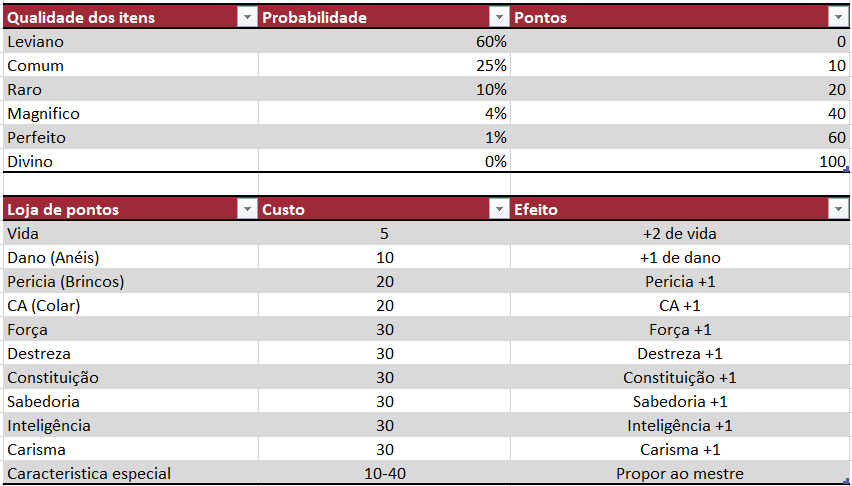 Qualidade dos itens Probabilidade Pontos
Leviano 60% 0
Comum 25% 10
Raro 10% 20
Magnifico 4% 40
Perfeito 1% 60
Divino 0% 100
Loja de pontos Custo Efeito
Vida 5 +2 de vida
Dano (Anéis) 10 +1 de dano
Pericia (Brincos) 20 Pericia +1
CA (Colar) 20 CA +1
Força 30 Força +1
Destreza 30 Destreza +1
Constituição 30 Constituição +1
Sabedoria 30 Sabedoria +1
Inteligência 30 Inteligência +1
Carisma 30 Carisma +1
Caracteristica especial 10-40 Propor ao mestre